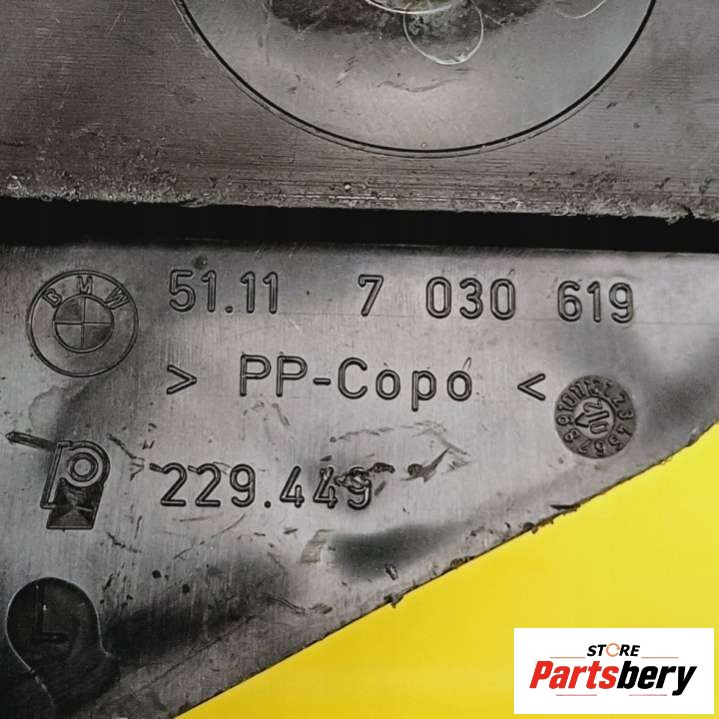 BMW
51.11 7 030 619
> PP-Copo <
229.449
L
STORE
Partsbery